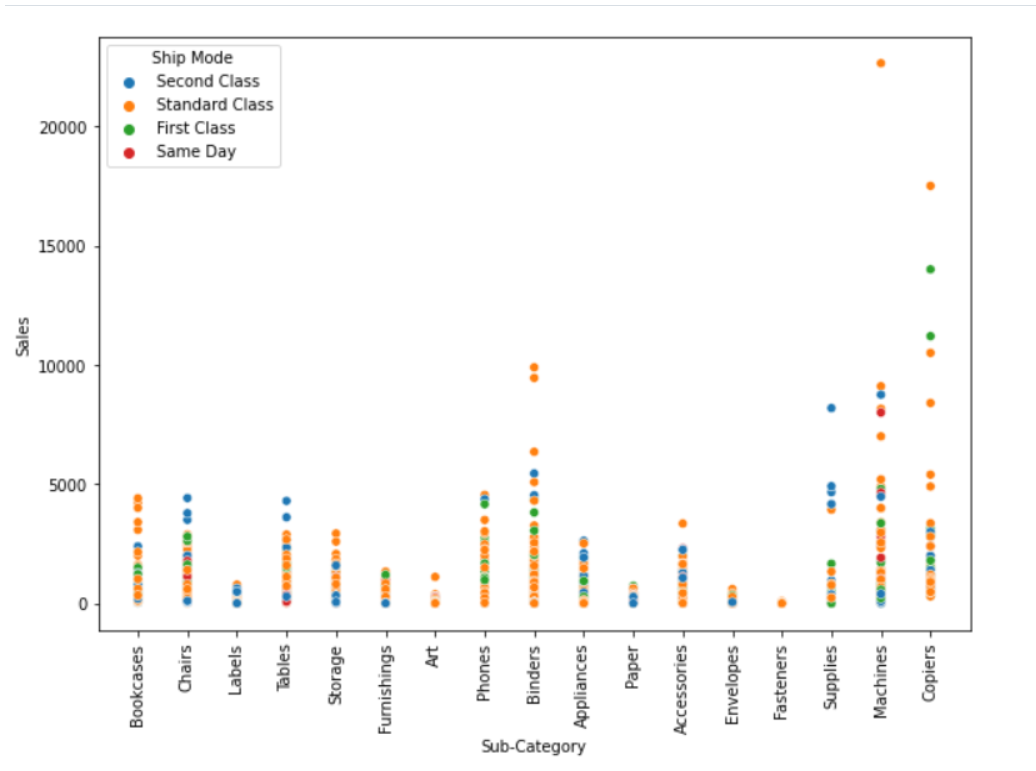 Ship Mode
Second Class
Standard Class
First Class
Same Day
20000
15000
10000
5000
0
Sales
Bookcases
Chairs
Labels
Tables
Storage
Furnishings
Art
Phones
Binders
Appliances
Paper
Accessories
Envelopes
Fasteners
Supplies
Machines
Copiers
Sub-Category